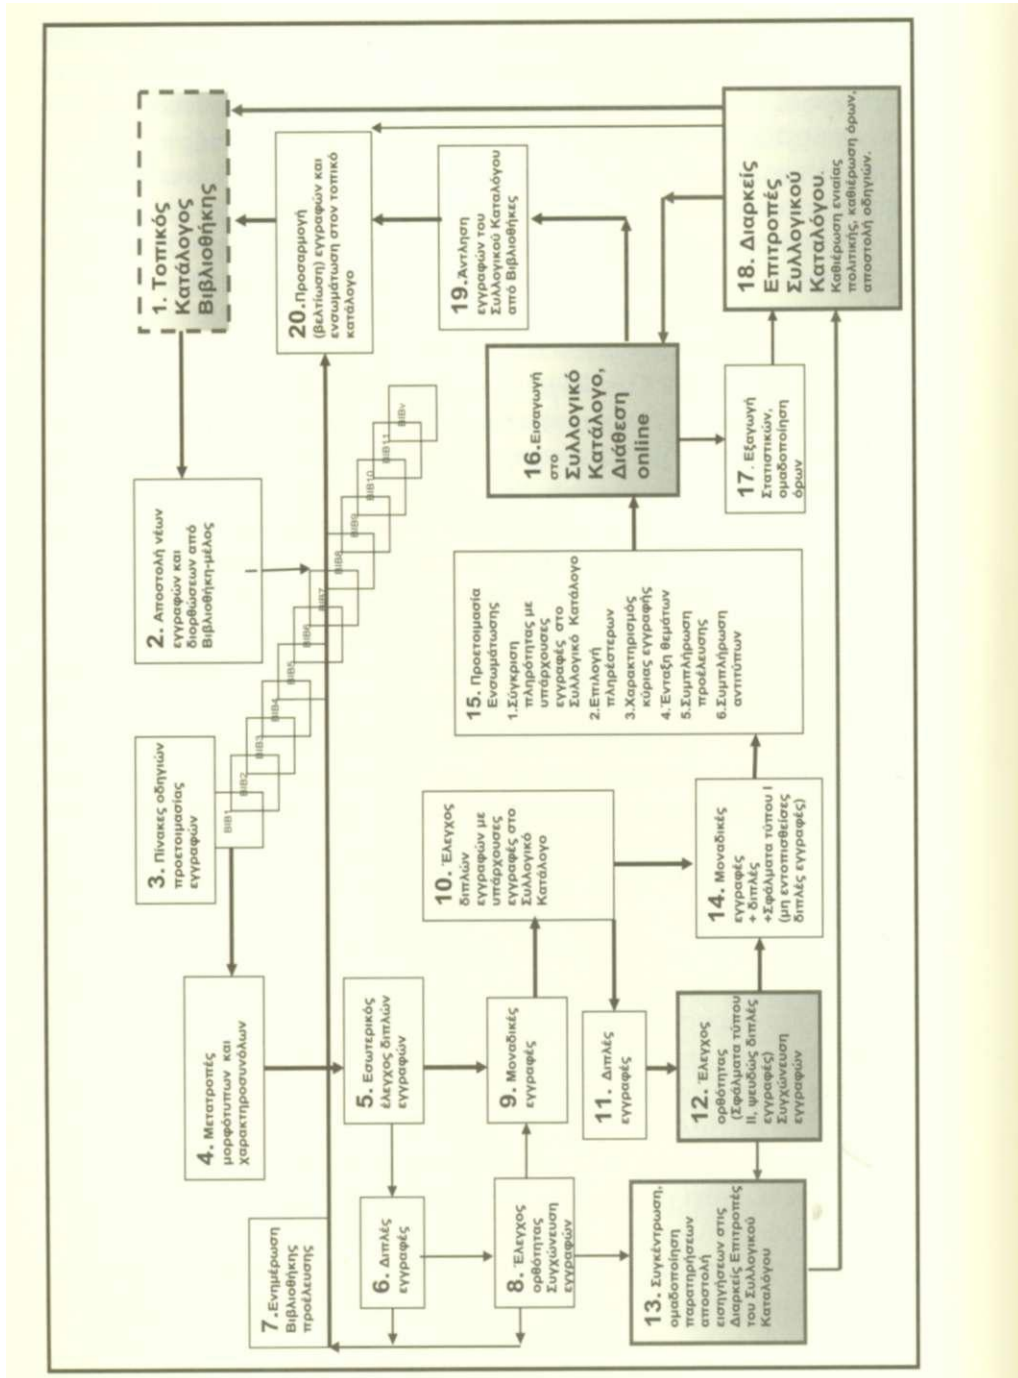 1. Τοπικός
Κατάλογος
Βιβλιοθήκης
2. Αποστολή νέων
εγγραφών και
διορθώσεων από
Βιβλιοθήκη-μέλος
3. Πίνακες οδηγιών
προετοιμασίας
εγγραφών
BIB1
BIB2
BIB3
BIB4
BIB5
BIB6
BIB7
BIB8
BIB9
BIB10
BIB11
BIBν
4. Μετατροπές
μορφότυπων και
χαρακτηροσυνόλων
5. Εσωτερικός
έλεγχος διπλών
εγγραφών
6. Διπλές
εγγραφές
7. Ενημέρωση
Βιβλιοθήκης
προέλευσης
8. Έλεγχος
ορθότητας
Συγχώνευση
εγγραφών
9. Μοναδικές
εγγραφές
10. Έλεγχος
διπλών
εγγραφών με
υπάρχουσες
εγγραφές στο
Συλλογικό
Κατάλογο
11. Διπλές
εγγραφές
12. Έλεγχος
ορθότητας
(Σφάλματα τύπου
ΙΙ, ψευδώς διπλές
εγγραφές)
Συγχώνευση
εγγραφών
13. Συγκέντρωση,
ομαδοποίηση
παρατηρήσεων
αποστολή
εισηγήσεων στις
Διαρκείς Επιτροπές
του Συλλογικού
Καταλόγου
14. Μοναδικές
εγγραφές
+ διπλές
+Σφάλματα τύπου Ι
(μη εντοπισθείσες
διπλές εγγραφές)
15. Προετοιμασία
Ενσωμάτωσης
1.Σύγκριση
πληρότητας με
υπάρχουσες
εγγραφές στο
Συλλογικό Κατάλογο
2.Επιλογή
πληρέστερων
3.Χαρακτηρισμός
κύριας εγγραφής
4.Ένταξη θεμάτων
5.Συμπλήρωση
προέλευσης
6.Συμπλήρωση
αντιτύπων
16.Εισαγωγή
στο
Συλλογικό
Κατάλογο,
Διάθεση
online
17. Εξαγωγή
Στατιστικών,
ομαδοποίηση
όρων
18. Διαρκείς
Επιτροπές
Συλλογικού
Καταλόγου.
Καθιέρωση ενιαίας
πολιτικής, καθιέρωση όρων,
αποστολή οδηγιών.
19.Άντληση
εγγραφών του
Συλλογικού Καταλόγου
από Βιβλιοθήκες
20.Προσαρμογή
(βελτίωση) εγγραφών και
ενσωμάτωση στον τοπικό
κατάλογο